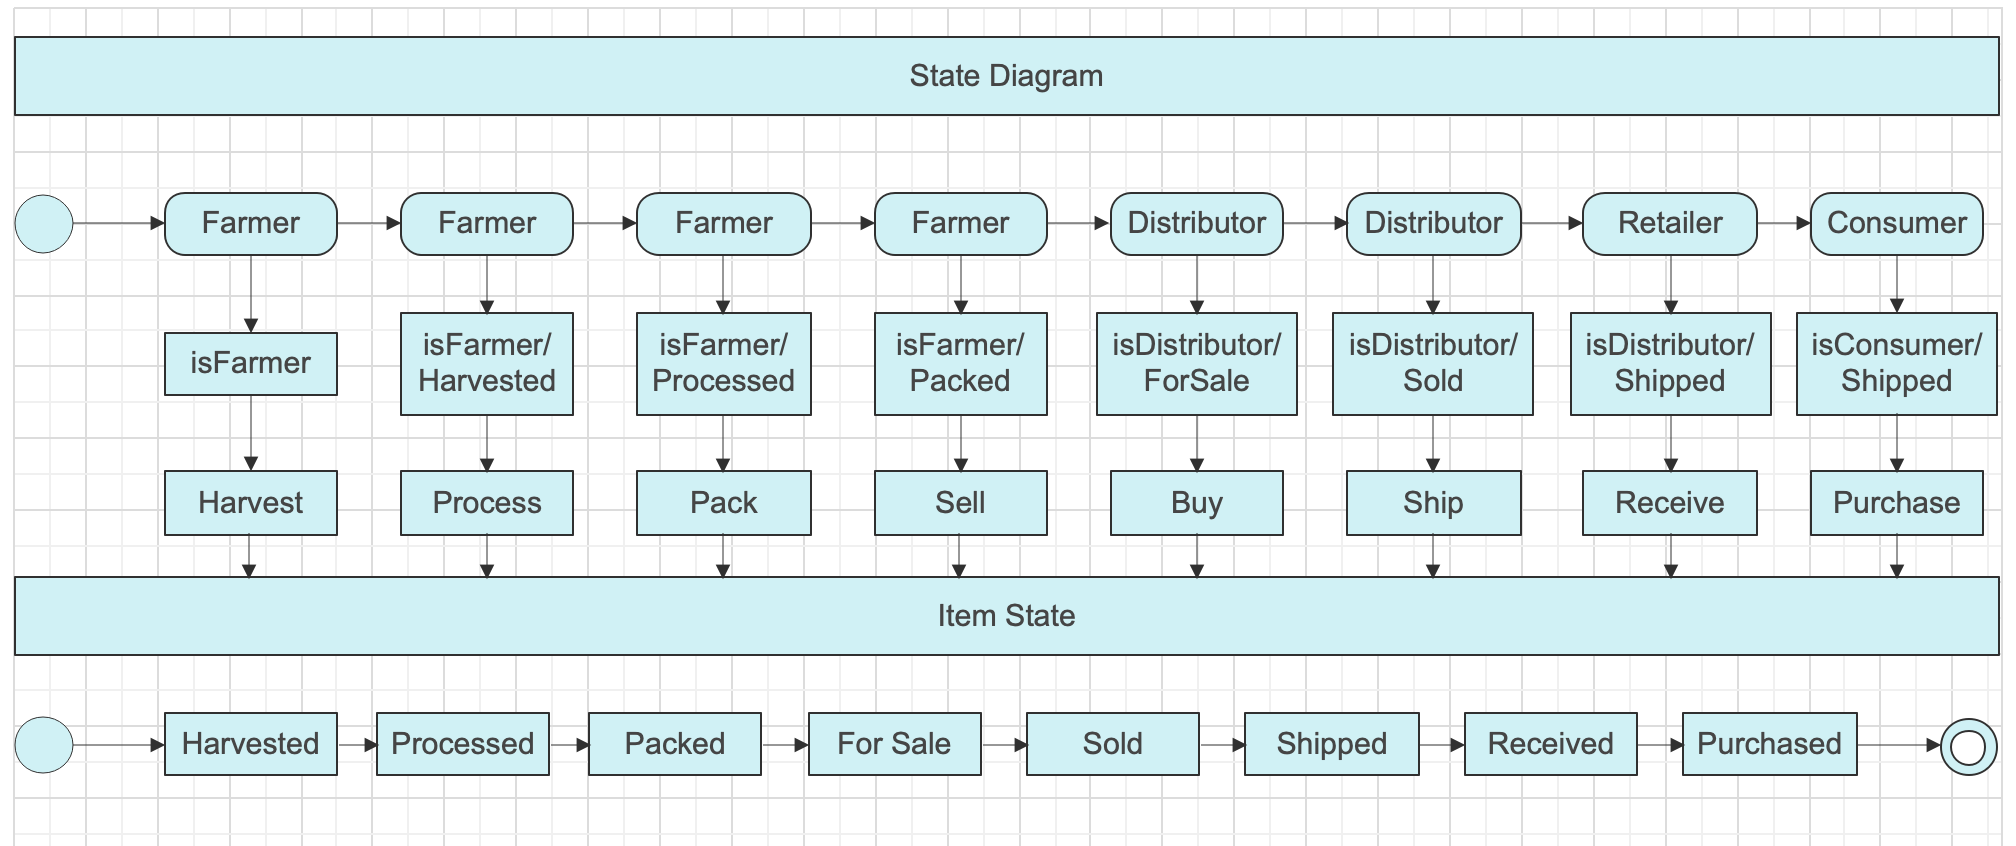 State Diagram
Farmer
Farmer
Farmer
Farmer
Distributor
Distributor
Retailer
Consumer
isFarmer
isFarmer/
Harvested
isFarmer/
Processed
isFarmer/
Packed
isDistributor/
ForSale
isDistributor/
Sold
isDistributor/
Shipped
isConsumer/
Shipped
Harvest
Process
Pack
Sell
Buy
Ship
Receive
Purchase
Item State
Harvested
Processed
Packed
For Sale
Sold
Shipped
Received
Purchased